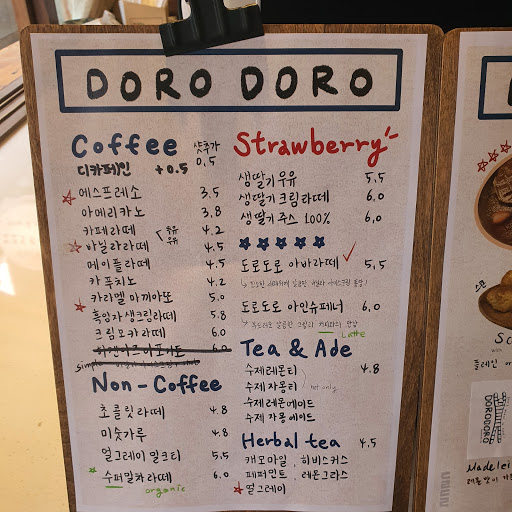 DORO DORO
Coffee 샷추가 0,5
디카페인 +0.5
에스프레소 3.5
아메리카노 3.8
카페라떼 4.2
바닐라라떼 4.5
메이플라떼 4.5
카푸치노 4.2
카라멜 마끼아또 5.0
흑임자 생크림라떼 5.8
크림모카라떼 6.0
6.0
Non-Coffee
초콜릿라떼 4.8
미숫가루 4.8
얼그레이 밀크티 5.5
수퍼말차라떼 6.0
organic
Strawberry
생딸기우유 5,5
생딸기크림라떼 6.0
생딸기 주스 100% 6,0
도로도로 아바라떼 5,5
도로도로 아인슈페너 6.0
Latte
Tea & Ade
수제레몬티 4.8
수제자몽티 hot only
수제레몬에이드
수제 자몽에이드
Herbal tea 4.5
캐모마일, 히비스커스
페퍼민트, 레몬그라스
얼그레이
스콘
with
플레인
DORODORO
Madelei
umunu